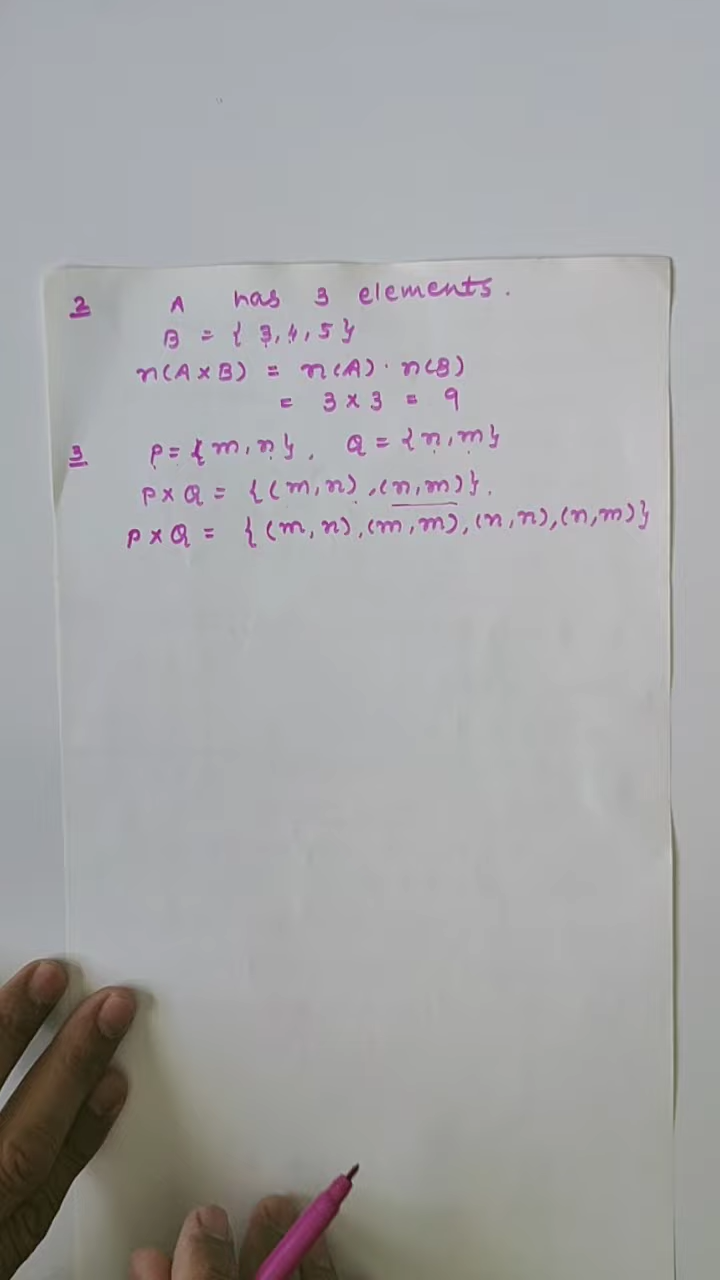 2 A has 3 elements.
B = { 3, 4, 5 }
n(A × B) = n(A) · n(B)
= 3 × 3 = 9
3 P = { m, n }, Q = { n, m }
P × Q = { (m, n), (n, m) }.
P × Q = { (m, n), (m, m), (n, n), (n, m) }